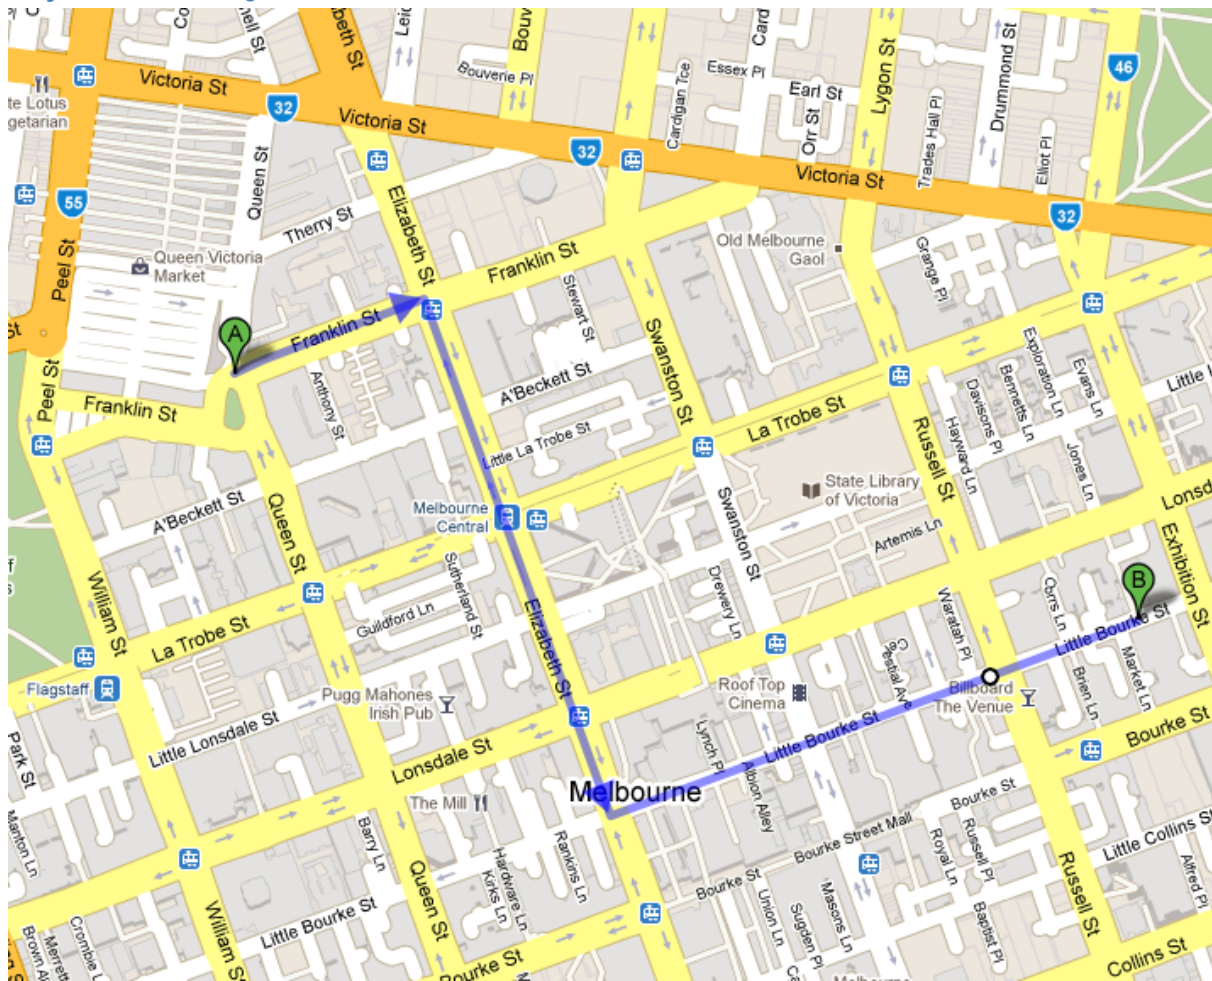 Victoria St
32
Bouverie Pl
Essex Pl
Earl St
Orr St
Cardigan Tce
Lygon St
Trades Hall Pl
Drummond St
Elliot Pl
46
Victoria St
32
Victoria St
32
55
Peel St
Queen St
Therry St
Elizabeth St
Queen Victoria
Market
Franklin St
Stewart St
Swanston St
Old Melbourne
Gaol
Grange Pl
A
Franklin St
Peel St
Franklin St
Anthony St
A'Beckett St
Little La Trobe St
La Trobe St
Russell St
Hayward Ln
Davisons Pl
Bennetts Ln
Exploration Ln
Evans Ln
Jones Ln
A'Beckett St
Queen St
Melbourne
Central
State Library
of Victoria
Swanston St
Artemis Ln
Exhibition St
William St
La Trobe St
Guildford Ln
Sutherland St
Elizabeth St
Drewery Ln
Waratah Pl
B
Little Bourke St
Flagstaff
Pugg Mahones
Irish Pub
Roof Top
Cinema
Celestial Ave
Billboard
The Venue
Brien Ln
Market Ln
Park St
Little Lonsdale St
Lonsdale St
Lynch Pl
Little Bourke St
Bourke St
Melbourne
The Mill
Albion Alley
Bourke St
Manton Ln
Barry Ln
Rankins Ln
Bourke Street Mall
Royal Ln
Russell Pl
Little Collins St
Hardware Ln
Kirks Ln
Queen St
Bourke St
Union Ln
Masons Ln
Sugden Pl
Russell St
Alfred Pl
Little Bourke St
William St
Baptist Pl
Collins St
Bourke St
Melbourne